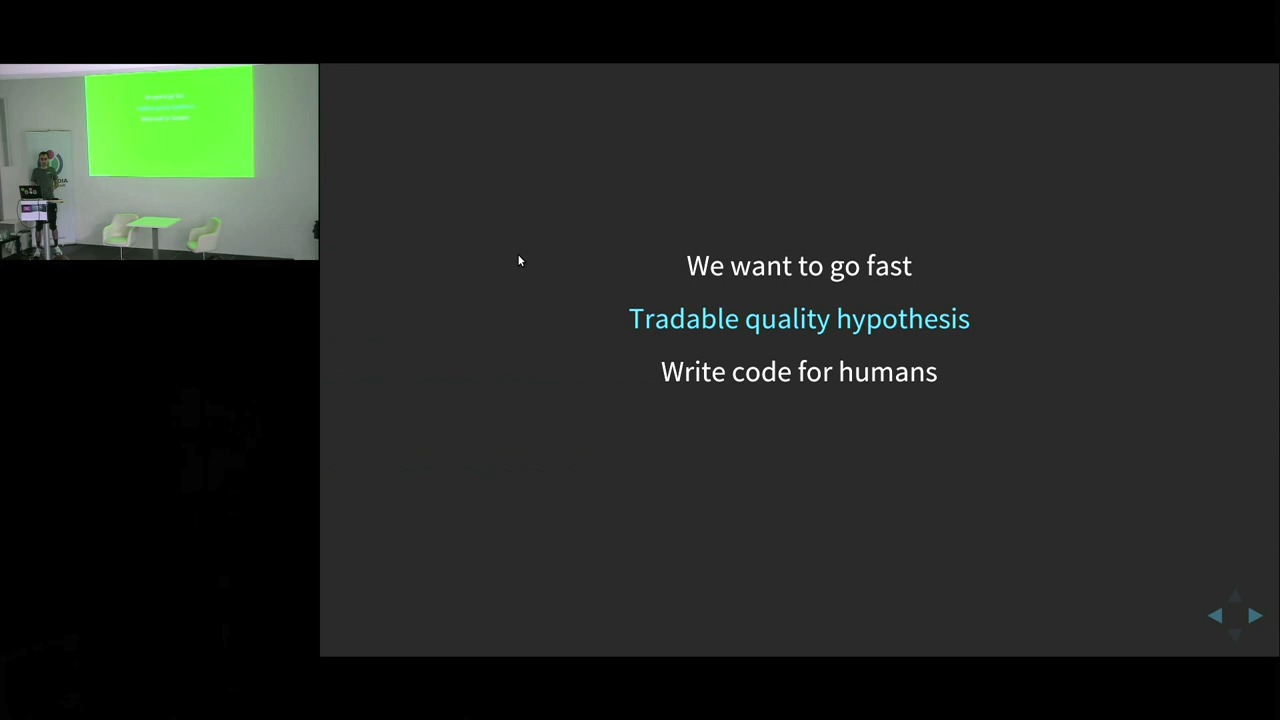 We want to go fast
Tradable quality hypothesis
Write code for humans